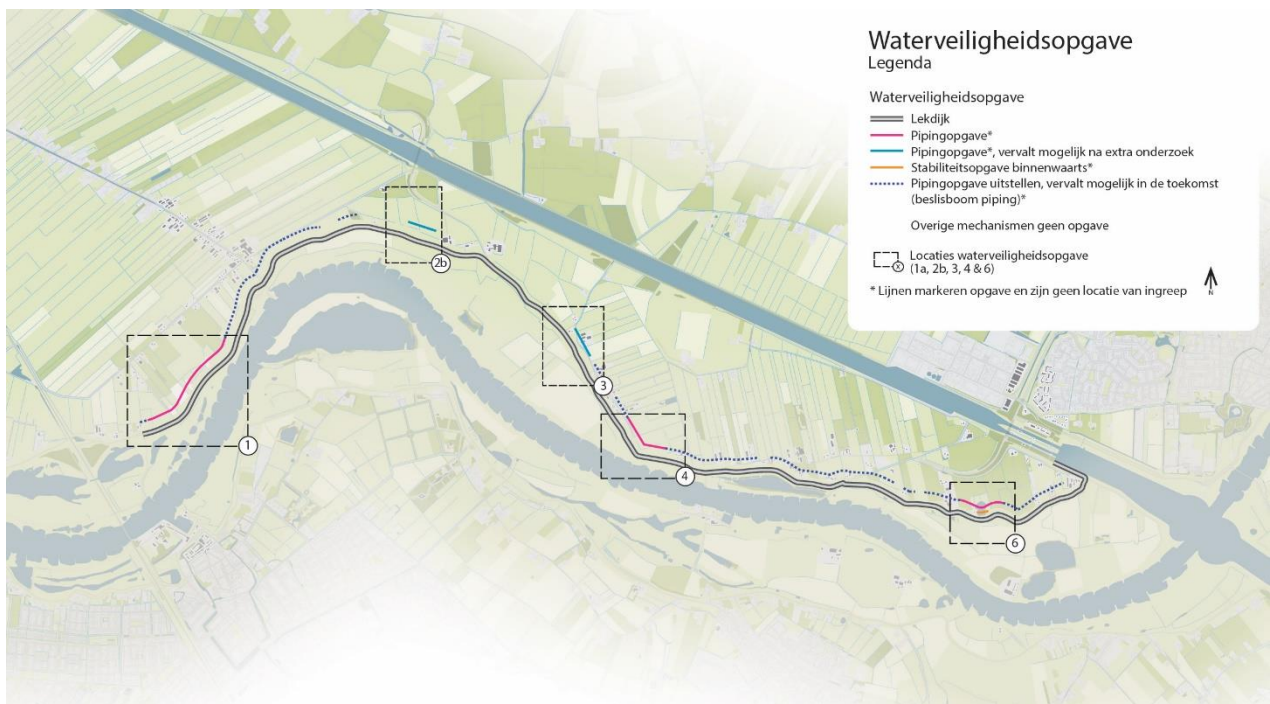 Waterveiligheidsopgave
Legenda
Waterveiligheidsopgave
Lekdijk
Pipingopgave*
Pipingopgave*, vervalt mogelijk na extra onderzoek
Stabiliteitsopgave binnenwaarts*
Pipingopgave uitstellen, vervalt mogelijk in de toekomst
(beslisboom piping)*
Overige mechanismen geen opgave
X
Locaties waterveiligheidsopgave
(1a, 2b, 3, 4 & 6)
* Lijnen markeren opgave en zijn geen locatie van ingreep
N
2b
3
1
4
6